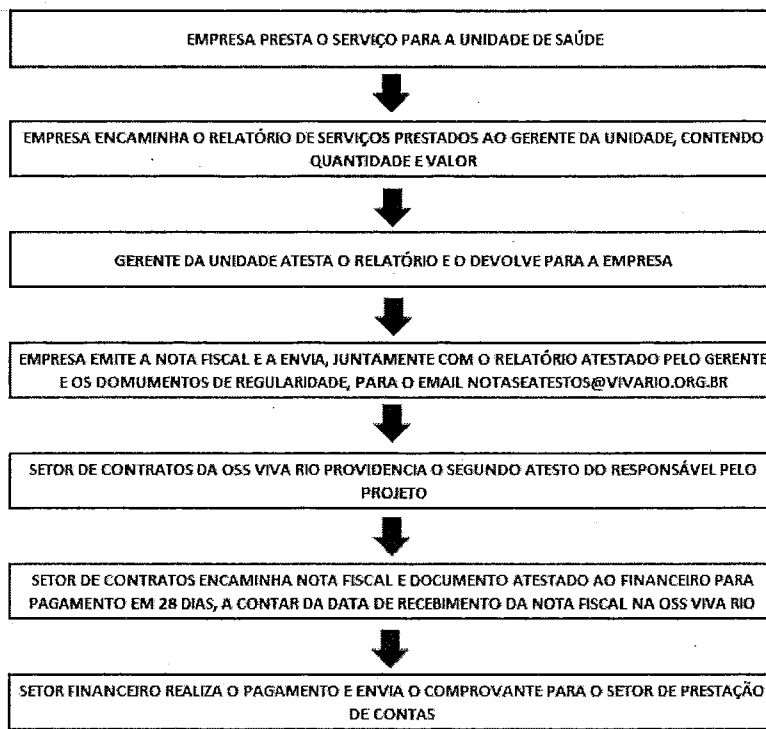 EMPRESA PRESTA O SERVIÇO PARA A UNIDADE DE SAÚDE
EMPRESA ENCAMINHA O RELATÓRIO DE SERVIÇOS PRESTADOS AO GERENTE DA UNIDADE, CONTENDO
QUANTIDADE E VALOR
GERENTE DA UNIDADE ATESTA O RELATÓRIO E O DEVOLVE PARA A EMPRESA
EMPRESA EMITE A NOTA FISCAL E A ENVIA, JUNTAMENTE COM O RELATÓRIO ATESTADO PELO GERENTE
E OS DOMUMENTOS DE REGULARIDADE, PARA O EMAIL NOTASEATESTOS@VIVARIO.ORG.BR
SETOR DE CONTRATOS DA OSS VIVA RIO PROVIDENCIA O SEGUNDO ATESTO DO RESPONSÁVEL PELO
PROJETO
SETOR DE CONTRATOS ENCAMINHA NOTA FISCAL E DOCUMENTO ATESTADO AO FINANCEIRO PARA
PAGAMENTO EM 28 DIAS, A CONTAR DA DATA DE RECEBIMENTO DA NOTA FISCAL NA OSS VIVA RIO
SETOR FINANCEIRO REALIZA O PAGAMENTO E ENVIA O COMPROVANTE PARA O SETOR DE PRESTAÇÃO
DE CONTAS